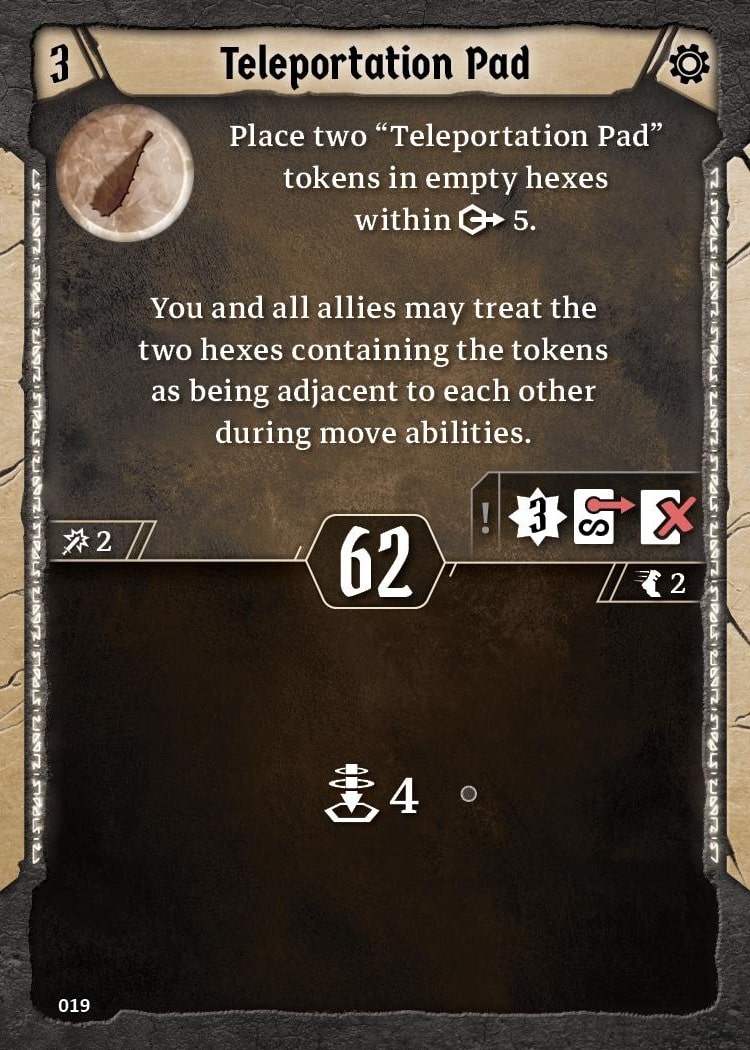 3
Teleportation Pad
Place two “Teleportation Pad”
tokens in empty hexes
within 5.
You and all allies may treat the
two hexes containing the tokens
as being adjacent to each other
during move abilities.
! 3
2
62
2
4
019